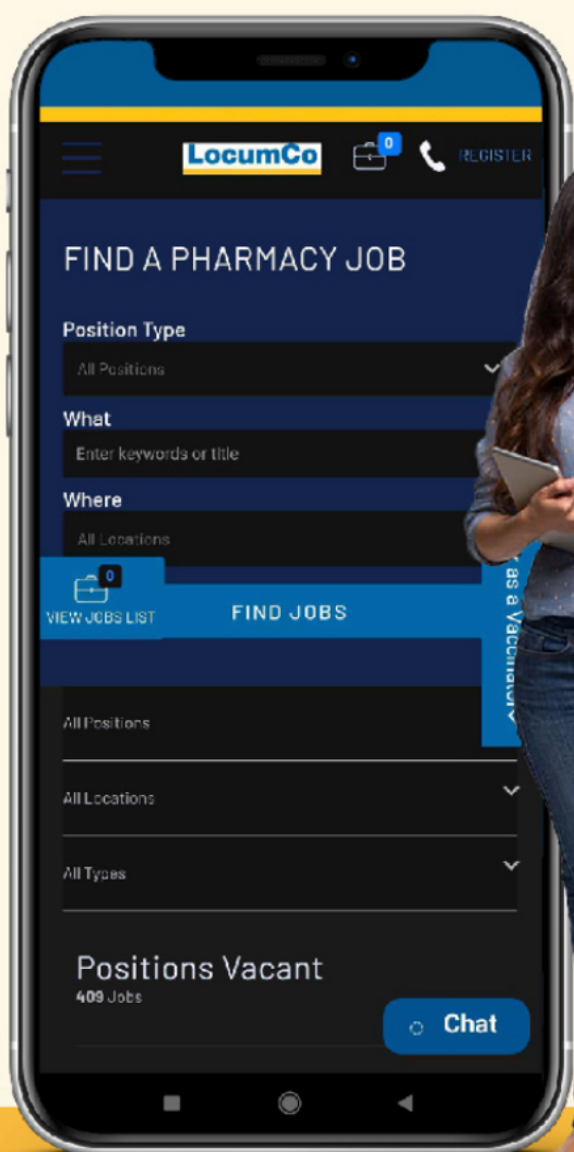 LocumCo
0
REGISTER
FIND A PHARMACY JOB
Position Type
All Positions
What
Enter keywords or title
Where
All Locations
0
VIEW JOBS LIST
FIND JOBS
as a Vaccinator
All Positions
All Locations
All Types
Positions Vacant
409 Jobs
Chat